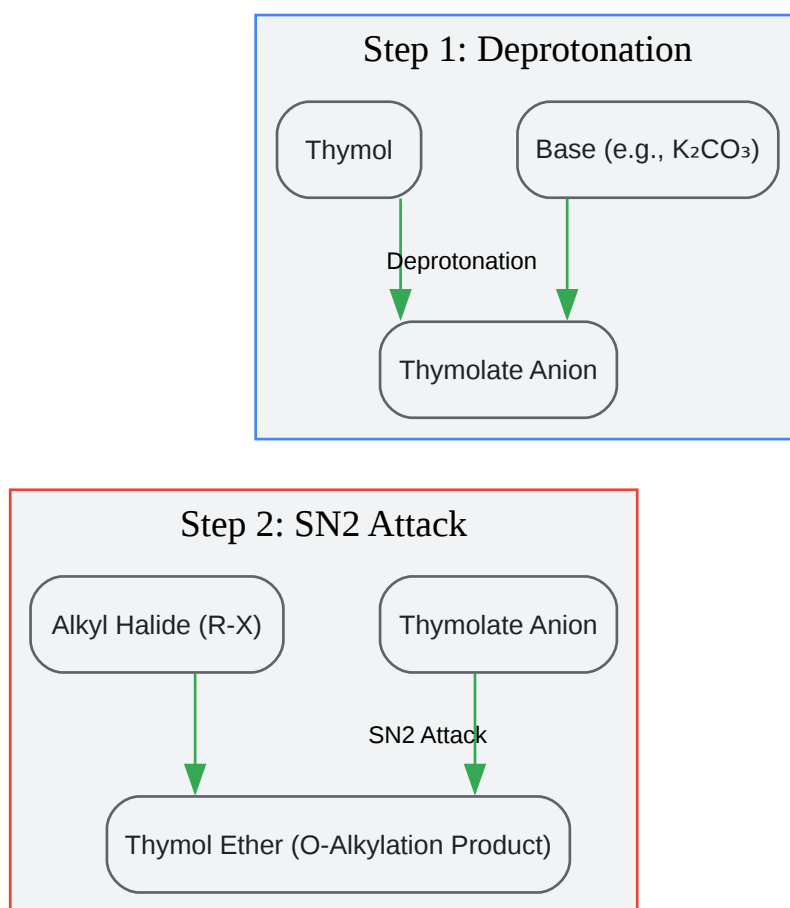 Step 1: Deprotonation
Thymol
Base (e.g., K₂CO₃)
Deprotonation
Thymolate Anion
Step 2: SN2 Attack
Alkyl Halide (R-X)
Thymolate Anion
SN2 Attack
Thymol Ether (O-Alkylation Product)